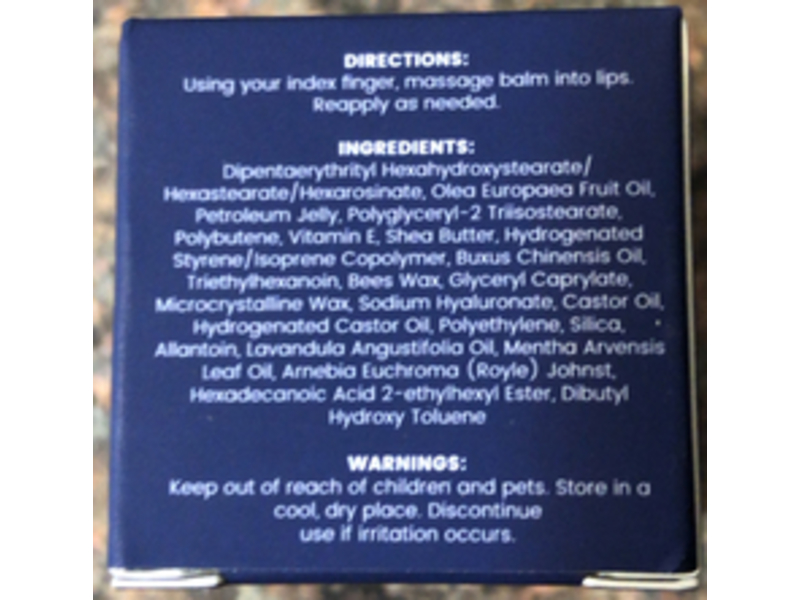 DIRECTIONS:
Using your index finger, massage balm into lips.
Reapply as needed.
INGREDIENTS:
Dipentaerythrityl Hexahydroxystearate/
Hexastearate/Hexarosinate, Olea Europaea Fruit Oil,
Petroleum Jelly, Polyglyceryl-2 Triisostearate,
Polybutene, Vitamin E, Shea Butter, Hydrogenated
Styrene/Isoprene Copolymer, Buxus Chinensis Oil,
Triethylhexanoin, Bees Wax, Glyceryl Caprylate,
Microcrystalline Wax, Sodium Hyaluronate, Castor Oil,
Hydrogenated Castor Oil, Polyethylene, Silica,
Allantoin, Lavandula Angustifolia Oil, Mentha Arvensis
Leaf Oil, Arnebia Euchroma (Royle) Johnst,
Hexadecanoic Acid 2-ethylhexyl Ester, Dibutyl
Hydroxy Toluene
WARNINGS:
Keep out of reach of children and pets. Store in a
cool, dry place. Discontinue
use if irritation occurs.